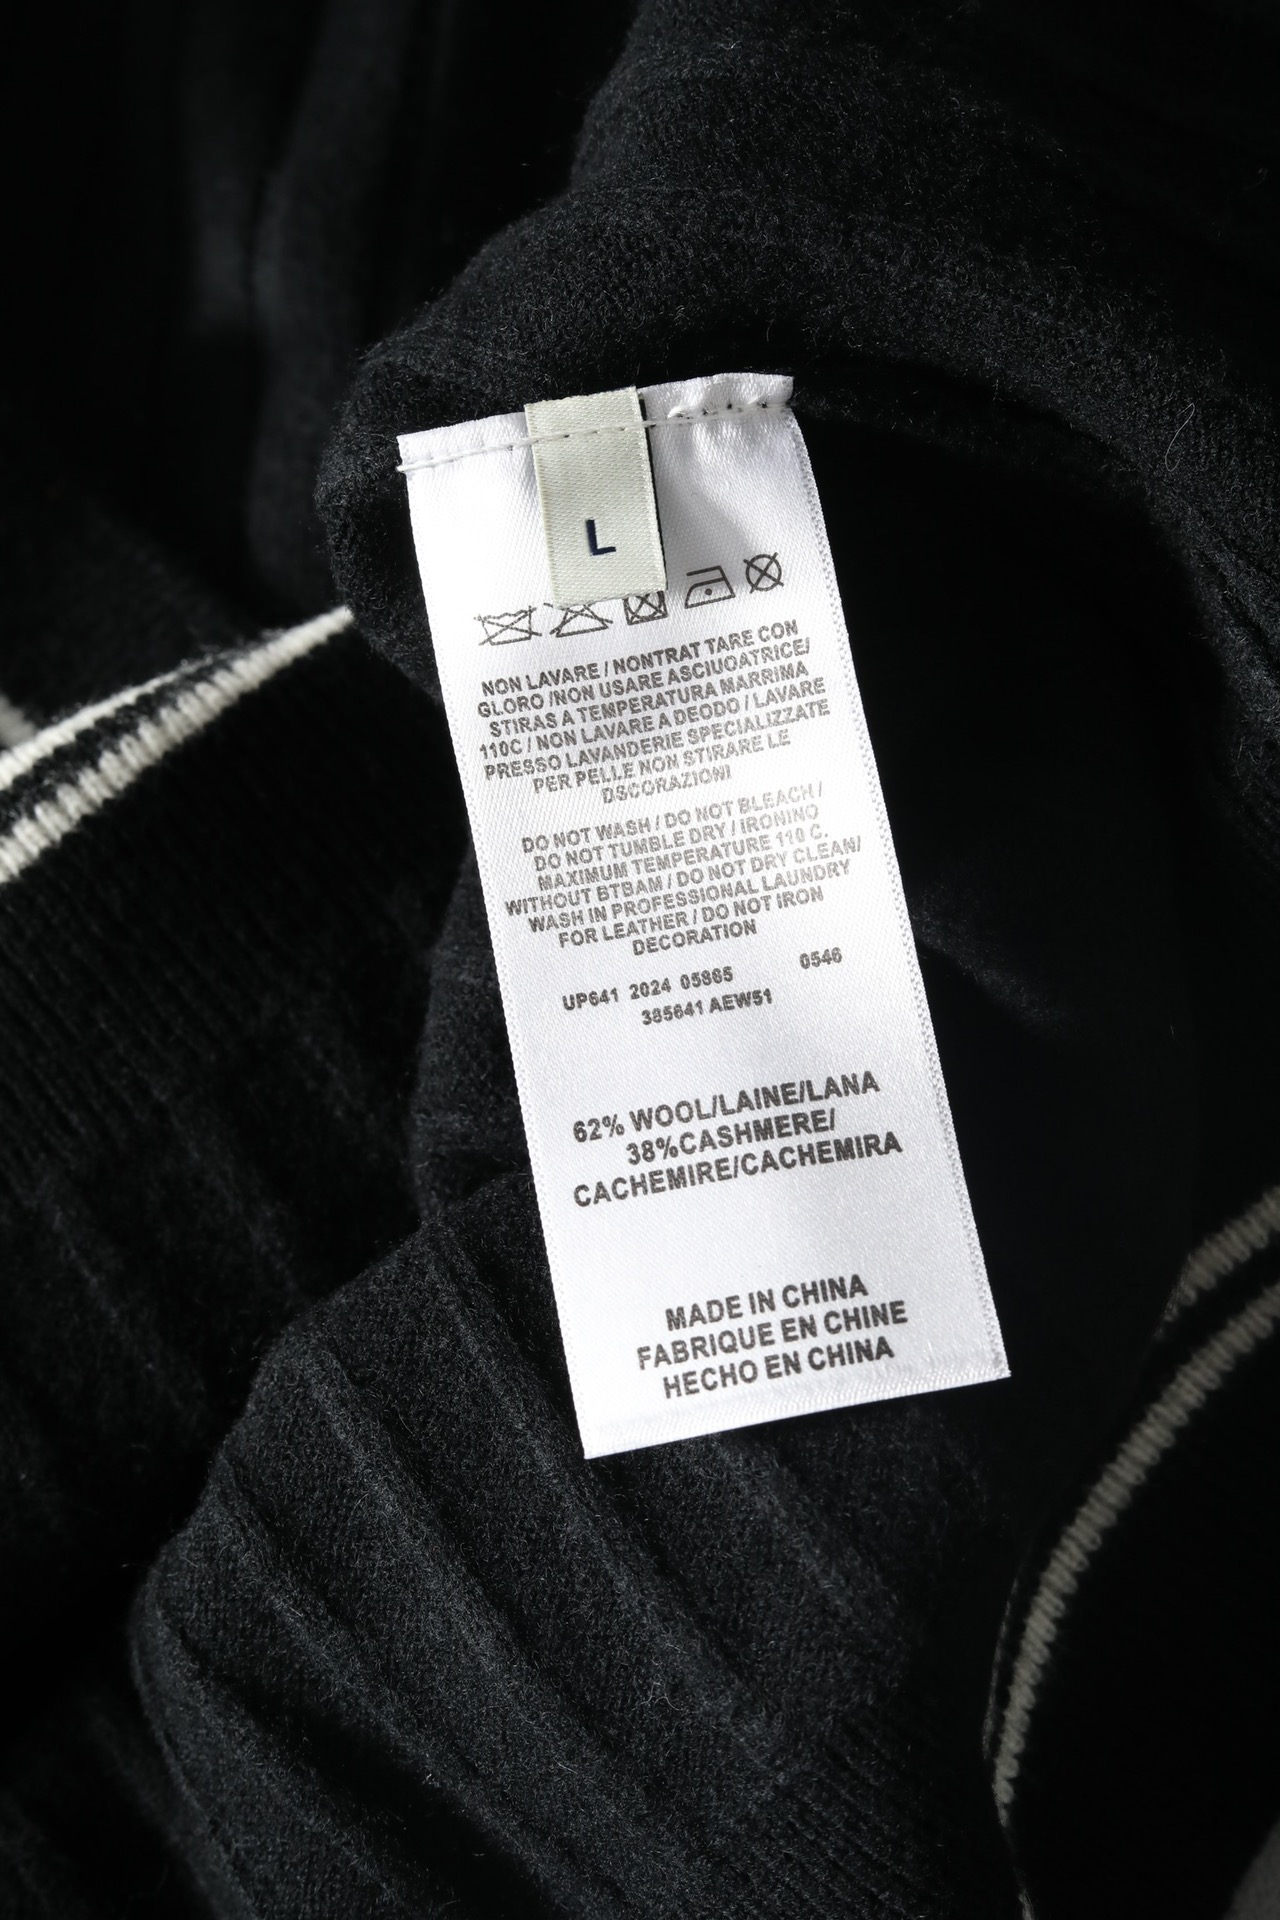 L
NON LAVARE / NONTRAT TARE CON
GLORO /NON USARE ASCIUOATRICE/
STIRAS A TEMPERATURA MARRIMA
110C / NON LAVARE A DEODO / LAVARE
PRESSO LAVANDERIE SPECIALIZZATE
PER PELLE NON STIRARE LE
DSCORAZIONI
DO NOT WASH / DO NOT BLEACH /
DO NOT TUMBLE DRY / IRONINO
MAXIMUM TEMPERATURE 110 C.
WITHOUT BTBAM / DO NOT DRY CLEAN/
WASH IN PROFESSIONAL LAUNDRY
FOR LEATHER / DO NOT IRON
DECORATION
UP641 2024 05865 0546
385641 AEW51
62% WOOL/LAINE/LANA
38%CASHMERE/
CACHEMIRE/CACHEMIRA
MADE IN CHINA
FABRIQUE EN CHINE
HECHO EN CHINA